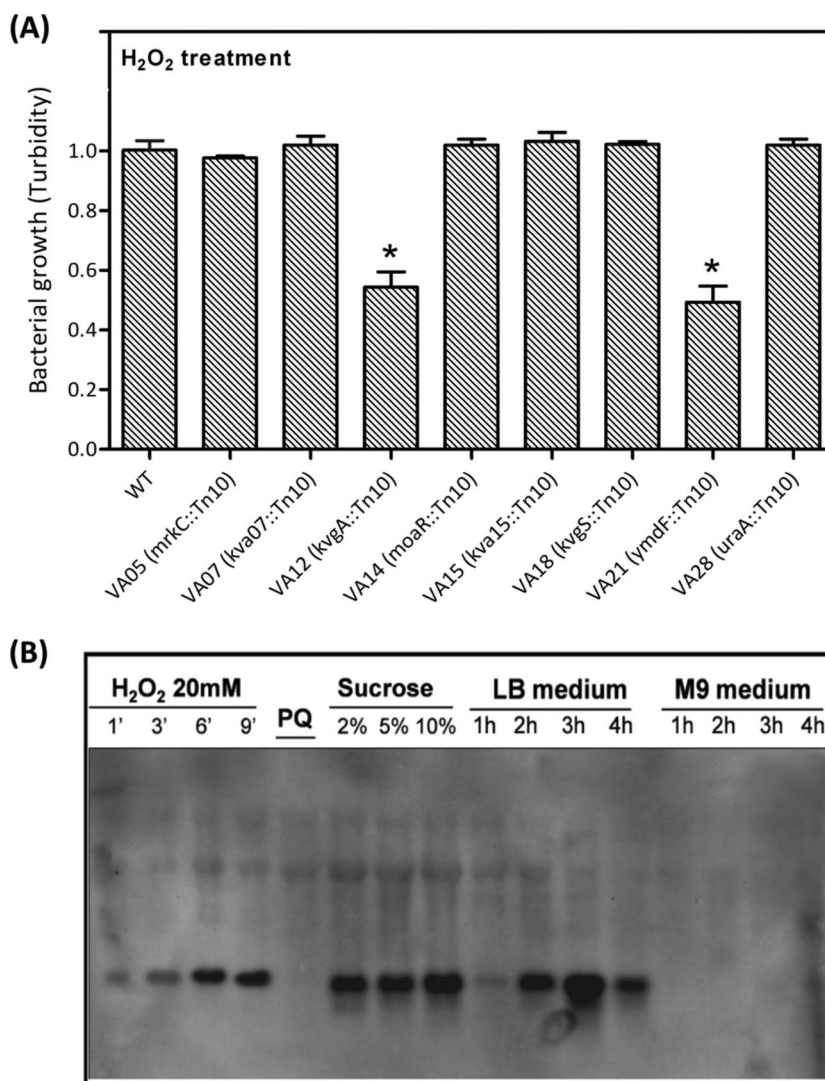 (A)
H₂O₂ treatment
Bacterial growth (Turbidity)
1.0
0.8
0.6
0.4
0.2
0.0
*
*
WT
VA05 (mrkC::Tn10)
VA07 (kva07::Tn10)
VA12 (kvgA::Tn10)
VA14 (moaR::Tn10)
VA15 (kva15::Tn10)
VA18 (kvgS::Tn10)
VA21 (ymdF::Tn10)
VA28 (uraA::Tn10)
(B)
H₂O₂ 20mM PQ Sucrose LB medium M9 medium
1' 3' 6' 9' 2% 5% 10% 1h 2h 3h 4h 1h 2h 3h 4h